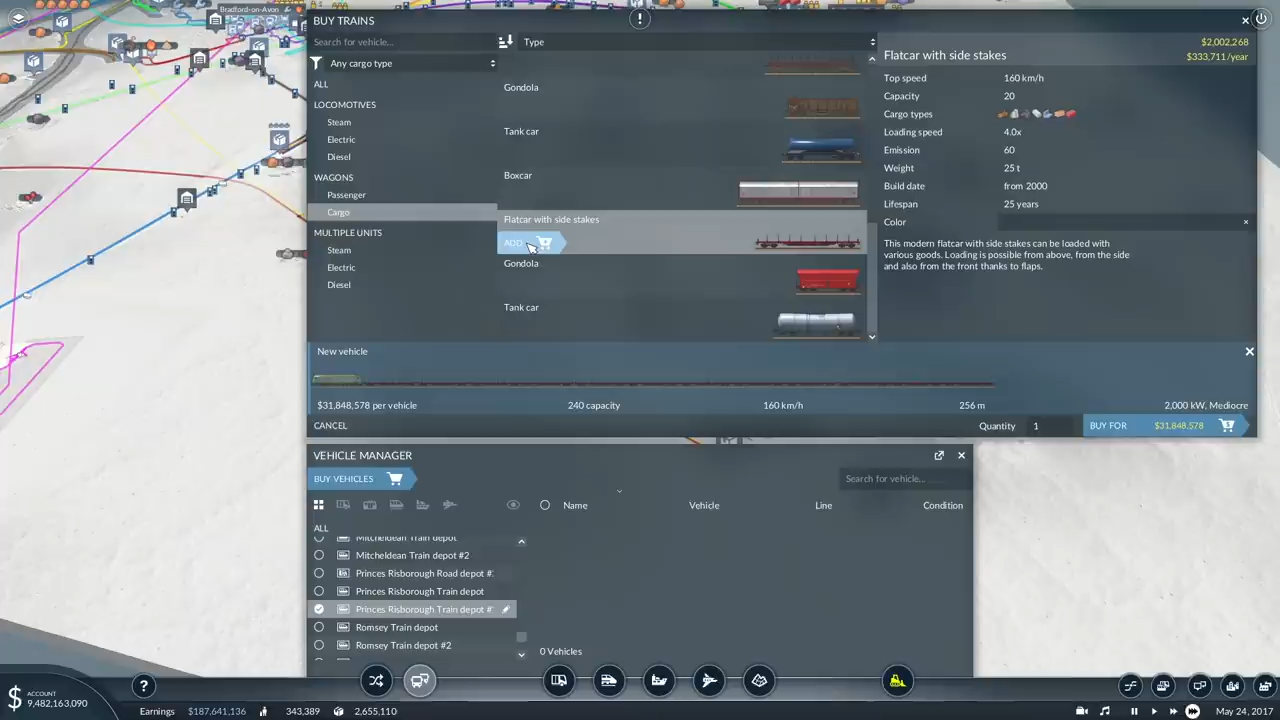 Bradford-on-Avon
BUY TRAINS
Search for vehicle...
Type
$2,002,268
Flatcar with side stakes
$333,711/year
Any cargo type
Top speed 160 km/h
ALL
Gondola
Capacity 20
LOCOMOTIVES
Cargo types
Steam
Tank car
Loading speed 4.0x
Electric
Emission 60
Diesel
Weight 25 t
WAGONS
Boxcar
Build date from 2000
Passenger
Lifespan 25 years
Cargo
Flatcar with side stakes
Color
MULTIPLE UNITS
ADD
This modern flatcar with side stakes can be loaded with
various goods. Loading is possible from above, from the side
and also from the front thanks to flaps.
Steam
Electric
Gondola
Diesel
Tank car
New vehicle
$31,848,578 per vehicle 240 capacity 160 km/h 256 m 2,000 kW, Mediocre
CANCEL Quantity 1 BUY FOR $31,848,578
VEHICLE MANAGER
BUY VEHICLES Search for vehicle...
Name Vehicle Line Condition
ALL
Mitcheldean Train depot
Mitcheldean Train depot #2
Princes Risborough Road depot #
Princes Risborough Train depot
Princes Risborough Train depot #
Romsey Train depot
Romsey Train depot #2
0 Vehicles
$ ACCOUNT
9,482,163,090
?
Earnings $187,641,136 343,389 2,655,110 May 24, 2017